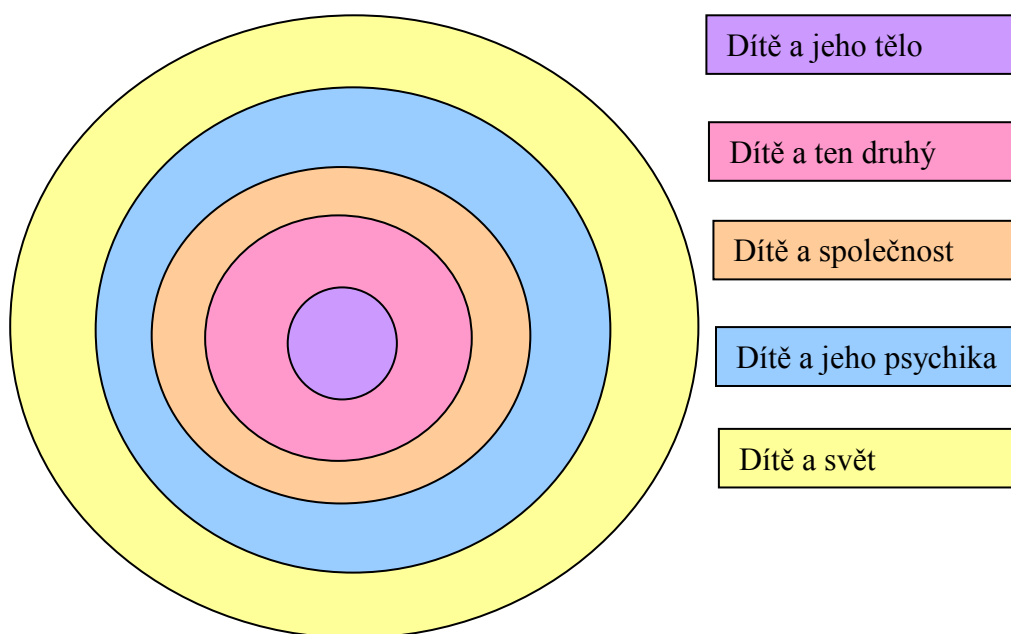 Dítě a jeho tělo
Dítě a ten druhý
Dítě a společnost
Dítě a jeho psychika
Dítě a svět